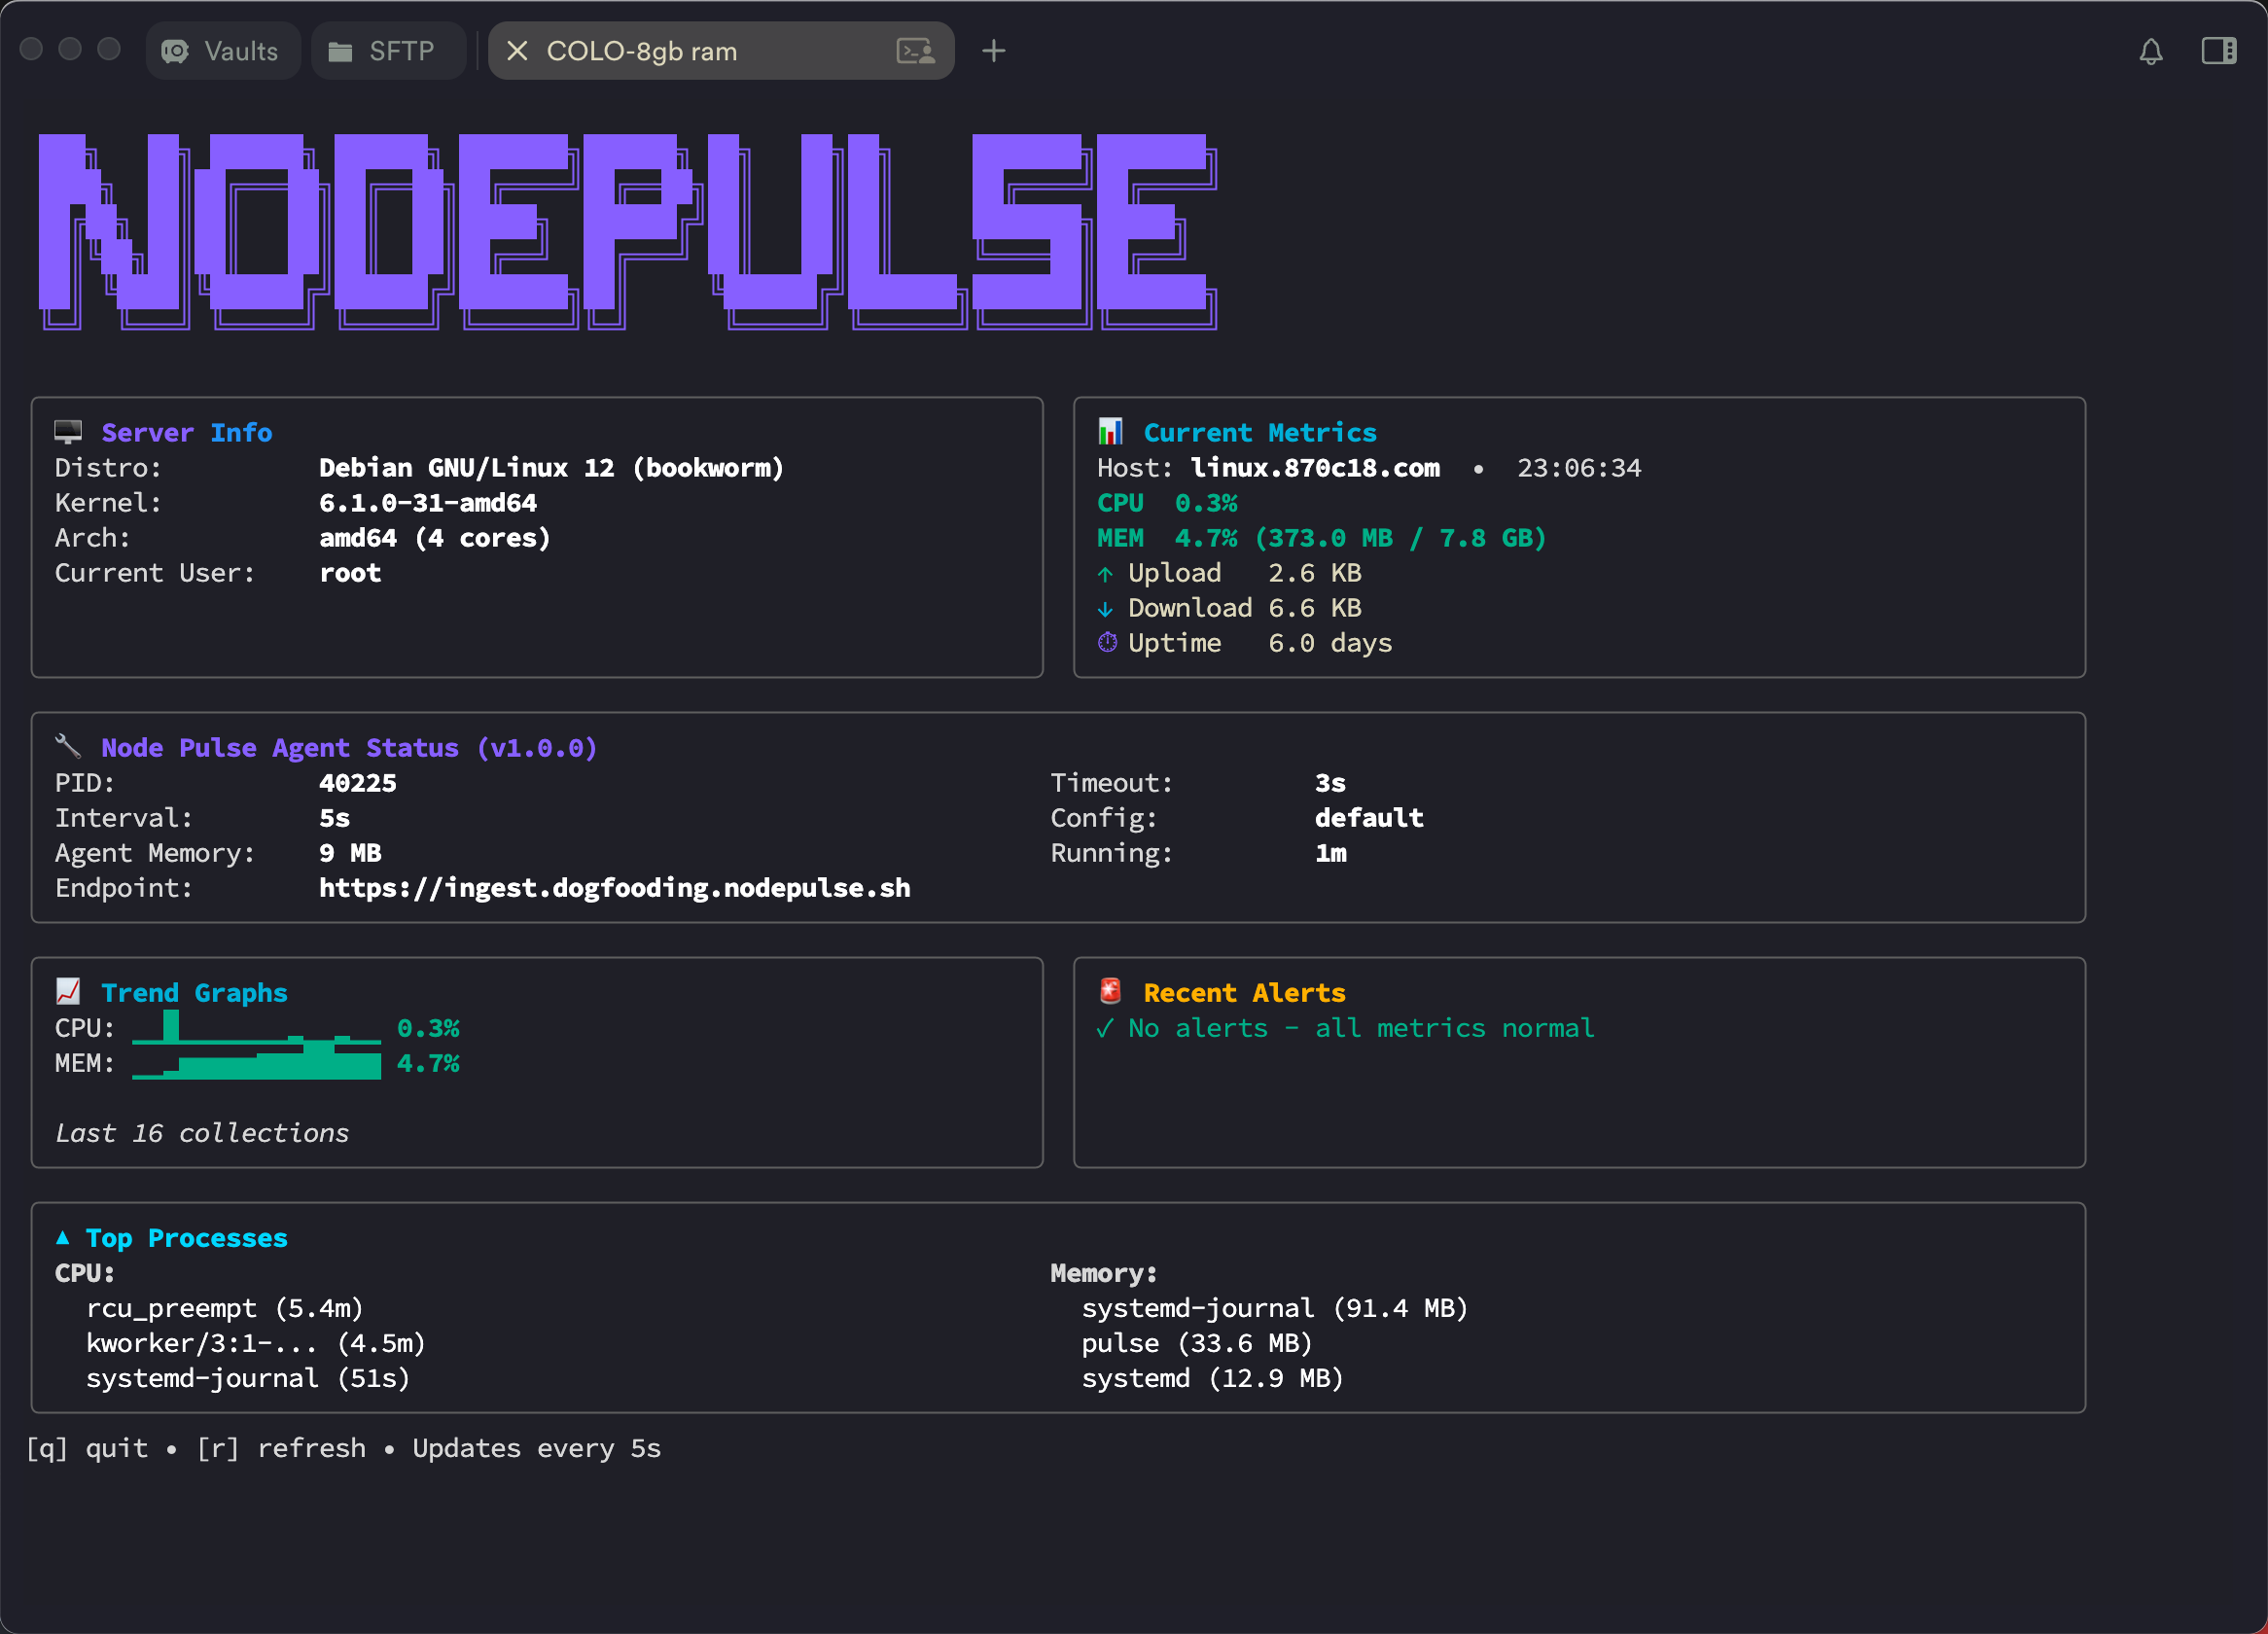 Vaults
SFTP
COLO-8gb ram
NODEPULSE
Server Info
Distro: Debian GNU/Linux 12 (bookworm)
Kernel: 6.1.0-31-amd64
Arch: amd64 (4 cores)
Current User: root
Current Metrics
Host: linux.870c18.com • 23:06:34
CPU 0.3%
MEM 4.7% (373.0 MB / 7.8 GB)
↑ Upload 2.6 KB
↓ Download 6.6 KB
⏱ Uptime 6.0 days
Node Pulse Agent Status (v1.0.0)
PID: 40225 Timeout: 3s
Interval: 5s Config: default
Agent Memory: 9 MB Running: 1m
Endpoint: https://ingest.dogfooding.nodepulse.sh
Trend Graphs
CPU: 0.3%
MEM: 4.7%
Last 16 collections
Recent Alerts
✓ No alerts - all metrics normal
▲ Top Processes
CPU: Memory:
rcu_preempt (5.4m) systemd-journal (91.4 MB)
kworker/3:1-... (4.5m) pulse (33.6 MB)
systemd-journal (51s) systemd (12.9 MB)
[q] quit • [r] refresh • Updates every 5s